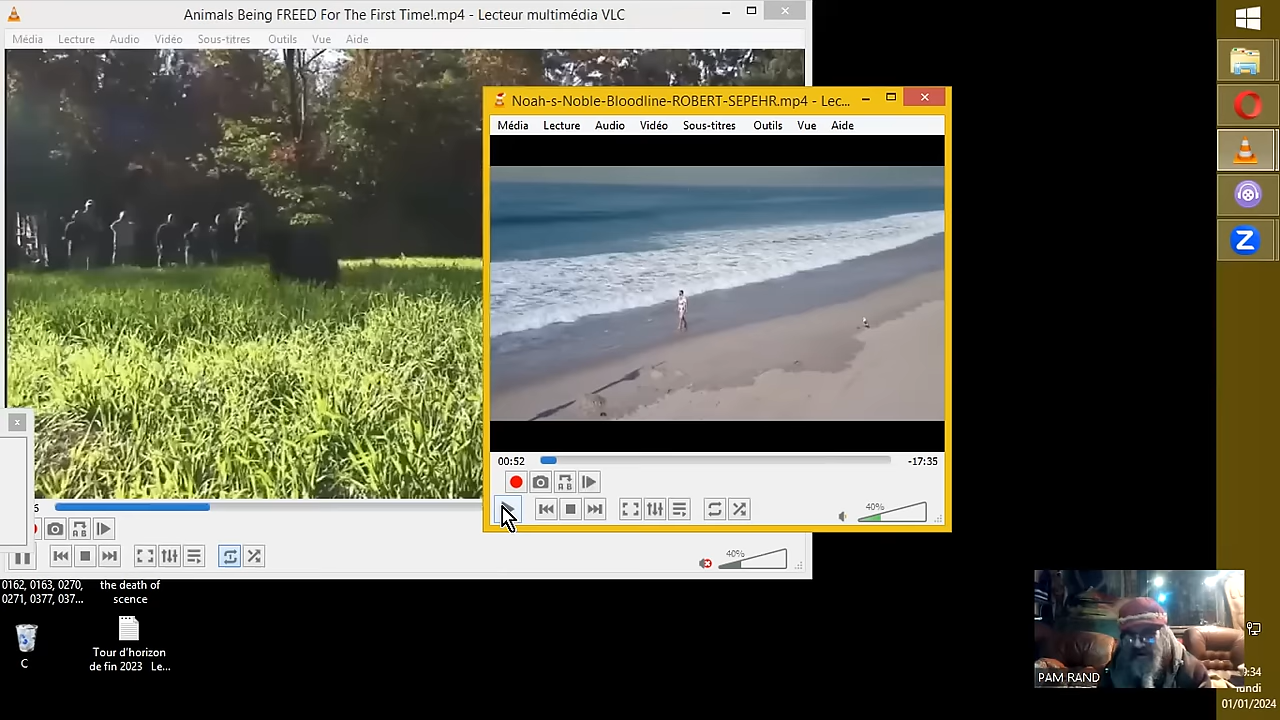 Animals Being FREED For The First Time!.mp4 - Lecteur multimédia VLC
Média Lecture Audio Vidéo Sous-titres Outils Vue Aide
Noah-s-Noble-Bloodline-ROBERT-SEPEHR.mp4 - Lec...
Média Lecture Audio Vidéo Sous-titres Outils Vue Aide
00:52 -17:35
40%
40%
0162, 0163, 0270,
0271, 0377, 037...
the death of
scence
C
Tour d'horizon
de fin 2023 Le...
PAM RAND
:34
lundi
01/01/2024